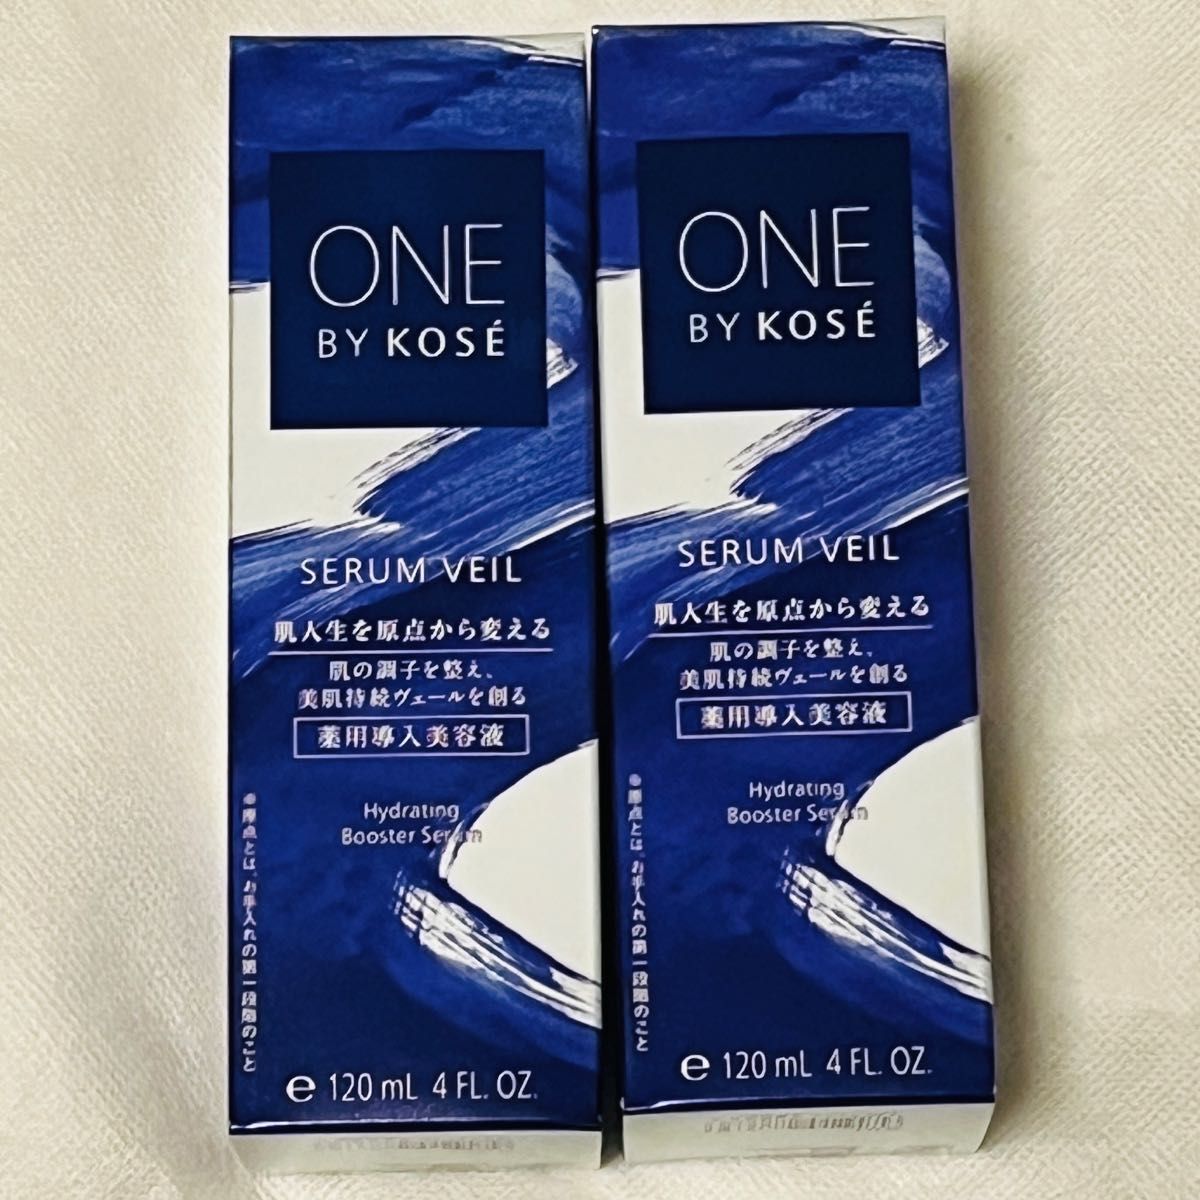 ONE
BY KOSÉ
SERUM VEIL
肌人生を原点から変える
肌の調子を整え、
美肌持続ヴェールを創る
薬用導入美容液
Hydrating
Booster Serum
※原点とは、お手入れの第一段階のこと
e 120 mL 4 FL. OZ.
ONE
BY KOSÉ
SERUM VEIL
肌人生を原点から変える
肌の調子を整え、
美肌持続ヴェールを創る
薬用導入美容液
Hydrating
Booster Serum
※原点とは、お手入れの第一段階のこと
e 120 mL 4 FL. OZ.